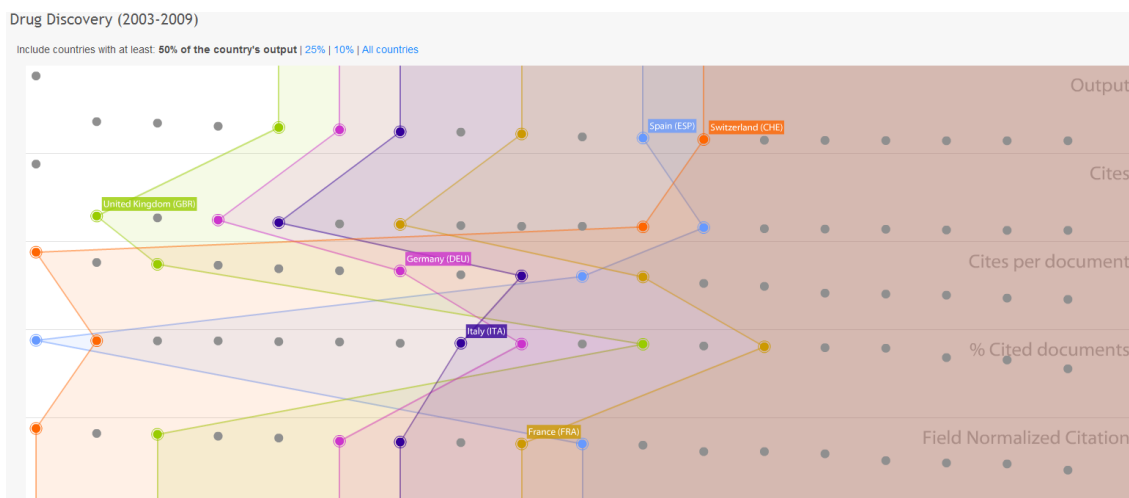 Drug Discovery (2003-2009)
Include countries with at least: 50% of the country's output | 25% | 10% | All countries
Output
Spain (ESP)
Switzerland (CHE)
Cites
United Kingdom (GBR)
Germany (DEU)
Cites per document
Italy (ITA)
% Cited documents
France (FRA)
Field Normalized Citation